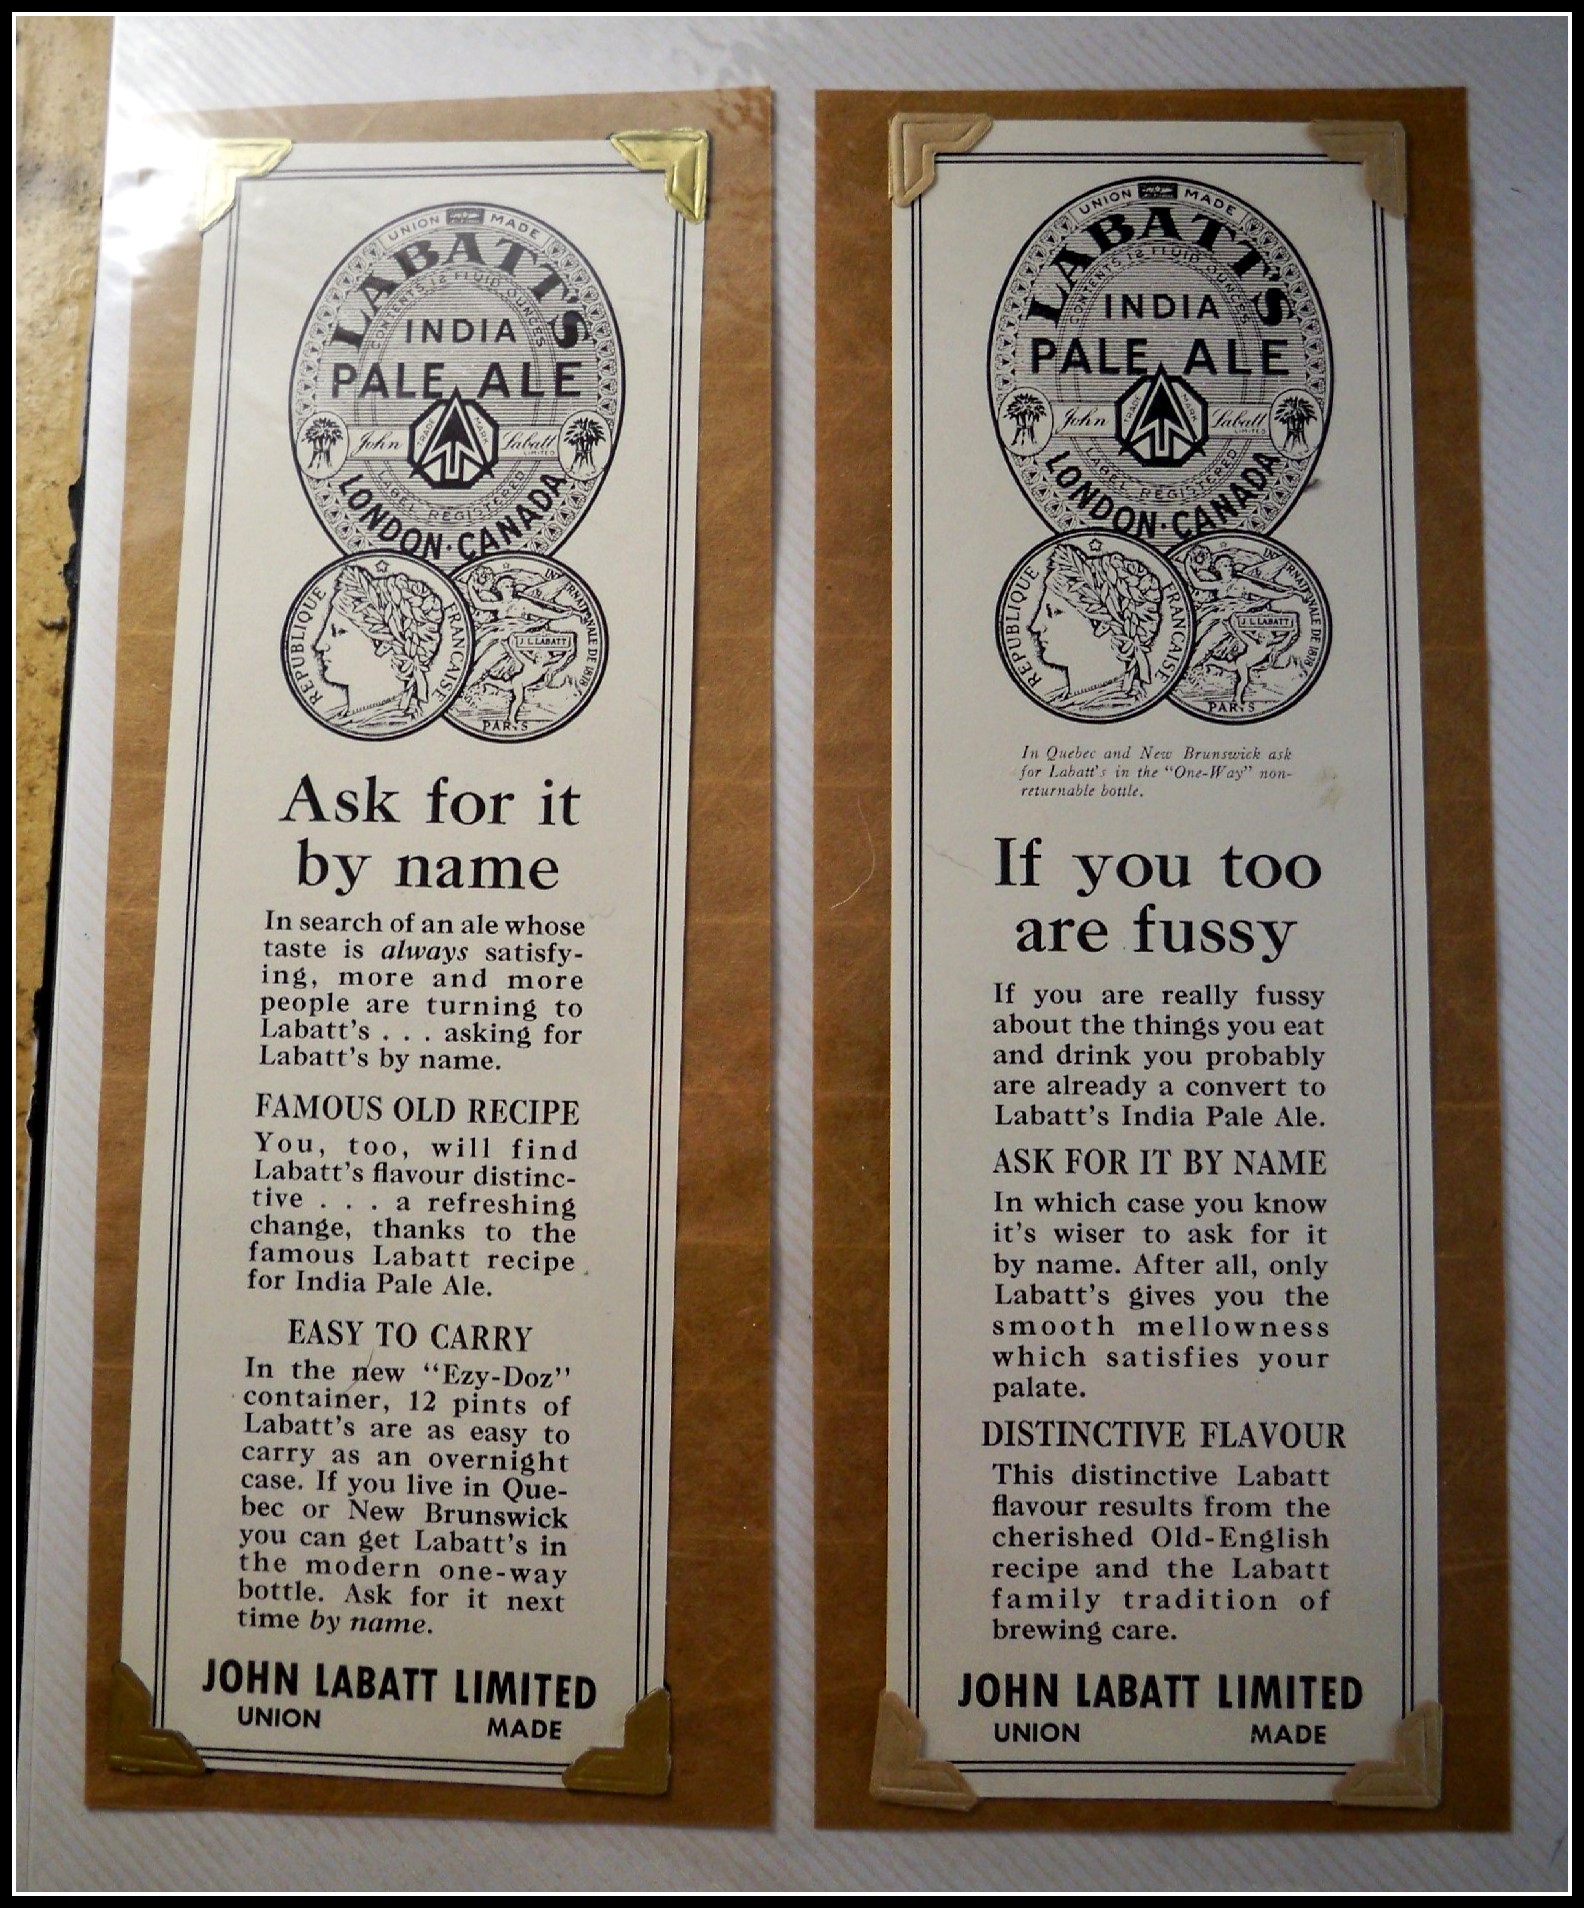 UNION MADE
LABATT'S
CONTENTS 12 FLUID OUNCES
INDIA
PALE ALE
TRADE MARK
John Labatt
LIMITED
LABEL REGISTERED
LONDON·CANADA
REPUBLIQUE FRANCAISE
J. L. LABATT
PARIS
Ask for it
by name
In search of an ale whose
taste is always satisfy-
ing, more and more
people are turning to
Labatt's . . . asking for
Labatt's by name.
FAMOUS OLD RECIPE
You, too, will find
Labatt's flavour distinc-
tive . . . a refreshing
change, thanks to the
famous Labatt recipe
for India Pale Ale.
EASY TO CARRY
In the new "Ezy-Doz"
container, 12 pints of
Labatt's are as easy to
carry as an overnight
case. If you live in Que-
bec or New Brunswick
you can get Labatt's in
the modern one-way
bottle. Ask for it next
time by name.
JOHN LABATT LIMITED
UNION MADE
UNION MADE
LABATT'S
CONTENTS 12 FLUID OUNCES
INDIA
PALE ALE
TRADE MARK
John Labatt
LIMITED
LABEL REGISTERED
LONDON·CANADA
REPUBLIQUE FRANCAISE
J. L. LABATT
PARIS
In Quebec and New Brunswick ask
for Labatt's in the "One-Way" non-
returnable bottle.
If you too
are fussy
If you are really fussy
about the things you eat
and drink you probably
are already a convert to
Labatt's India Pale Ale.
ASK FOR IT BY NAME
In which case you know
it's wiser to ask for it
by name. After all, only
Labatt's gives you the
smooth mellowness
which satisfies your
palate.
DISTINCTIVE FLAVOUR
This distinctive Labatt
flavour results from the
cherished Old-English
recipe and the Labatt
family tradition of
brewing care.
JOHN LABATT LIMITED
UNION MADE